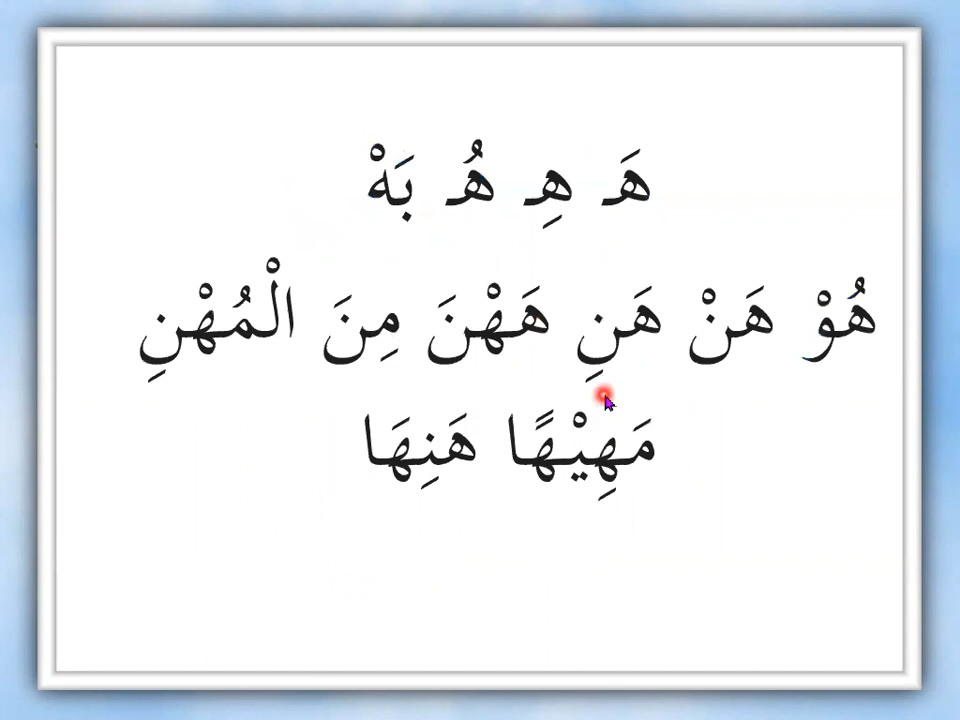 هَـ هِـ هُـ بَهْ
هُوْ هَنْ هَنِ هَهْنَ مِنَ الْمُهْنِ
مَهِيْهًا هَنِهَا